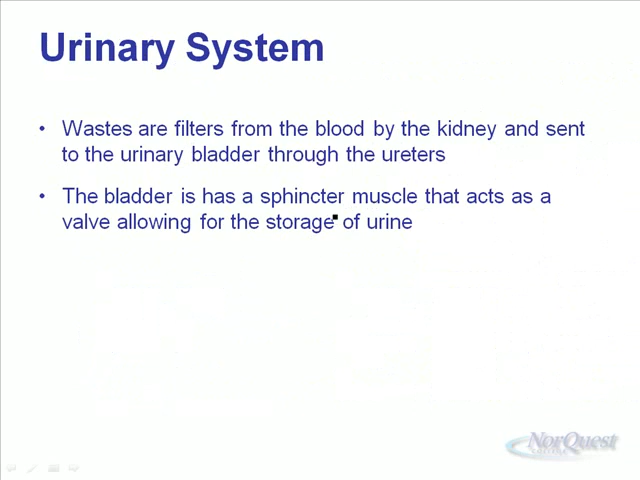 Urinary System
• Wastes are filters from the blood by the kidney and sent
to the urinary bladder through the ureters
• The bladder is has a sphincter muscle that acts as a
valve allowing for the storage of urine
NorQuest
COLLEGE